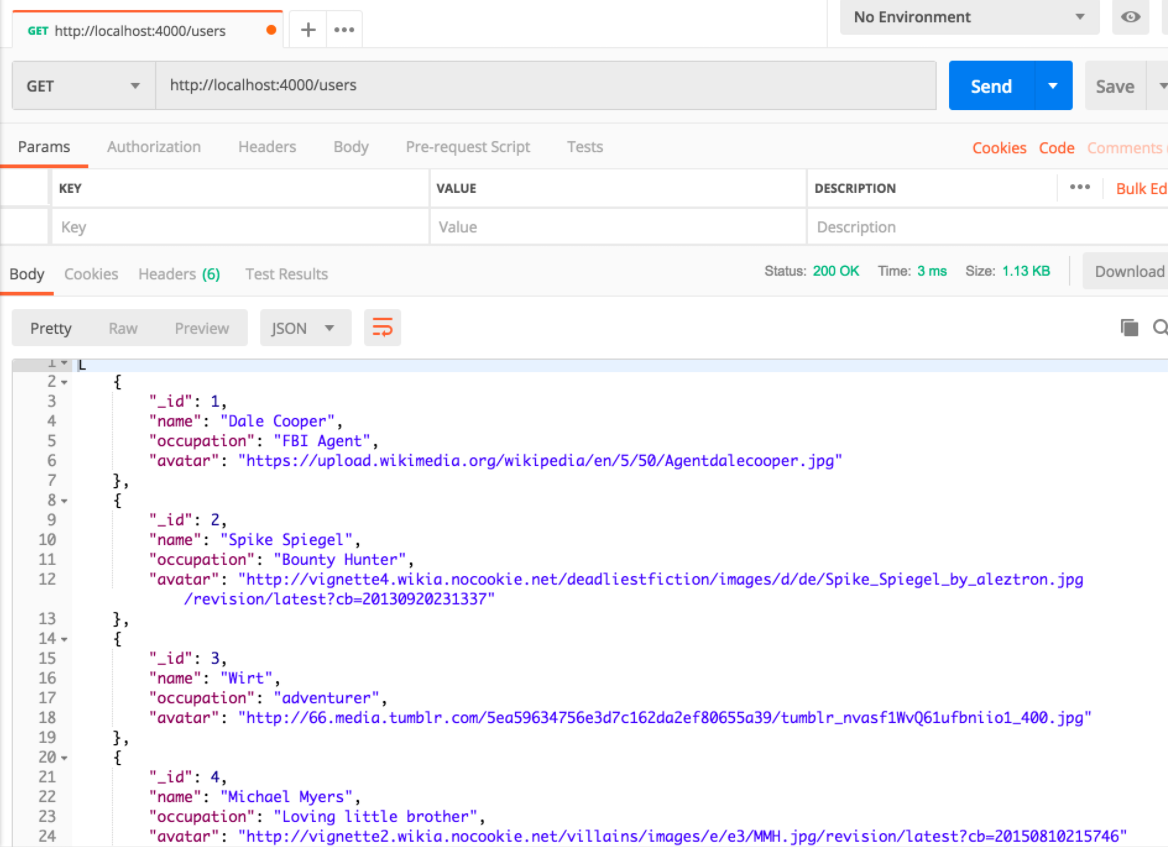 GET http://localhost:4000/users + •••
No Environment
GET http://localhost:4000/users Send Save
Params Authorization Headers Body Pre-request Script Tests Cookies Code Comments
KEY VALUE DESCRIPTION ••• Bulk Ed
Key Value Description
Body Cookies Headers (6) Test Results Status: 200 OK Time: 3 ms Size: 1.13 KB Download
Pretty Raw Preview JSON
1 [
2 {
3 "_id": 1,
4 "name": "Dale Cooper",
5 "occupation": "FBI Agent",
6 "avatar": "https://upload.wikimedia.org/wikipedia/en/5/50/Agentdalecooper.jpg"
7 },
8 {
9 "_id": 2,
10 "name": "Spike Spiegel",
11 "occupation": "Bounty Hunter",
12 "avatar": "http://vignette4.wikia.nocookie.net/deadliestfiction/images/d/de/Spike_Spiegel_by_aleztron.jpg
/revision/latest?cb=20130920231337"
13 },
14 {
15 "_id": 3,
16 "name": "Wirt",
17 "occupation": "adventurer",
18 "avatar": "http://66.media.tumblr.com/5ea59634756e3d7c162da2ef80655a39/tumblr_nvasf1WvQ61ufbniio1_400.jpg"
19 },
20 {
21 "_id": 4,
22 "name": "Michael Myers",
23 "occupation": "Loving little brother",
24 "avatar": "http://vignette2.wikia.nocookie.net/villains/images/e/e3/MMH.jpg/revision/latest?cb=20150810215746"